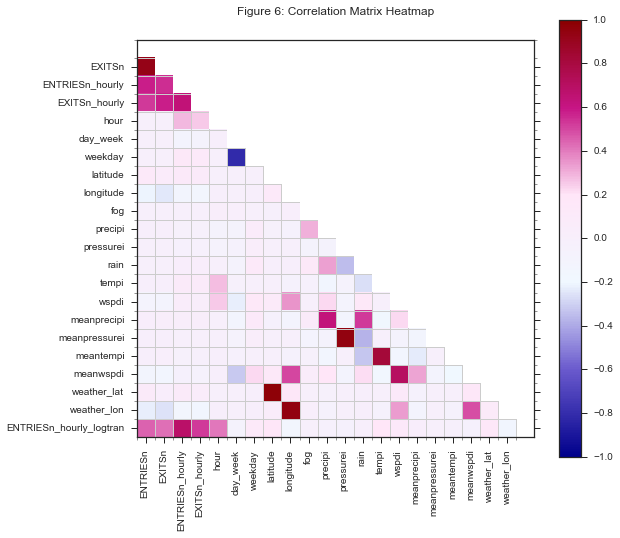 Figure 6: Correlation Matrix Heatmap
EXITSn
ENTRIESn_hourly
EXITSn_hourly
hour
day_week
weekday
latitude
longitude
fog
precipi
pressurei
rain
tempi
wspdi
meanprecipi
meanpressurei
meantempi
meanwspdi
weather_lat
weather_lon
ENTRIESn_hourly_logtran
ENTRIESn
EXITSn
ENTRIESn_hourly
EXITSn_hourly
hour
day_week
weekday
latitude
longitude
fog
precipi
pressurei
rain
tempi
wspdi
meanprecipi
meanpressurei
meantempi
meanwspdi
weather_lat
weather_lon
1.0
0.8
0.6
0.4
0.2
0.0
−0.2
−0.4
−0.6
−0.8
−1.0